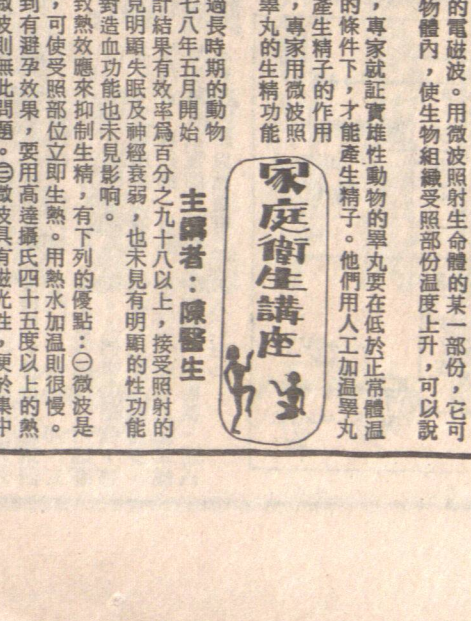 的電磁波。用微波照射生命體的某一部份，它可
物體內，使生物組織受照部份温度上升，可以說
，專家就証實雄性動物的睪丸要在低於正常體温
的條件下，才能產生精子。他們用人工加温睪丸
產生精子的作用
，專家用微波照
睪丸的生精功能
家庭衞生講座
主講者：陳醫生
過長時期的動物
七八年五月開始
計結果有效率爲百分之九十八以上，接受照射的
見明顯失眠及神經衰弱，也未見有明顯的性功能
對造血功能也未見影响。
致熱效應來抑制生精，有下列的優點：㊀微波是
，可使受照部位立即生熱。用熱水加温則很慢。
到有避孕效果，要用高達攝氏四十五度以上的熱
波則無此問題。微波具有光性，便於集中